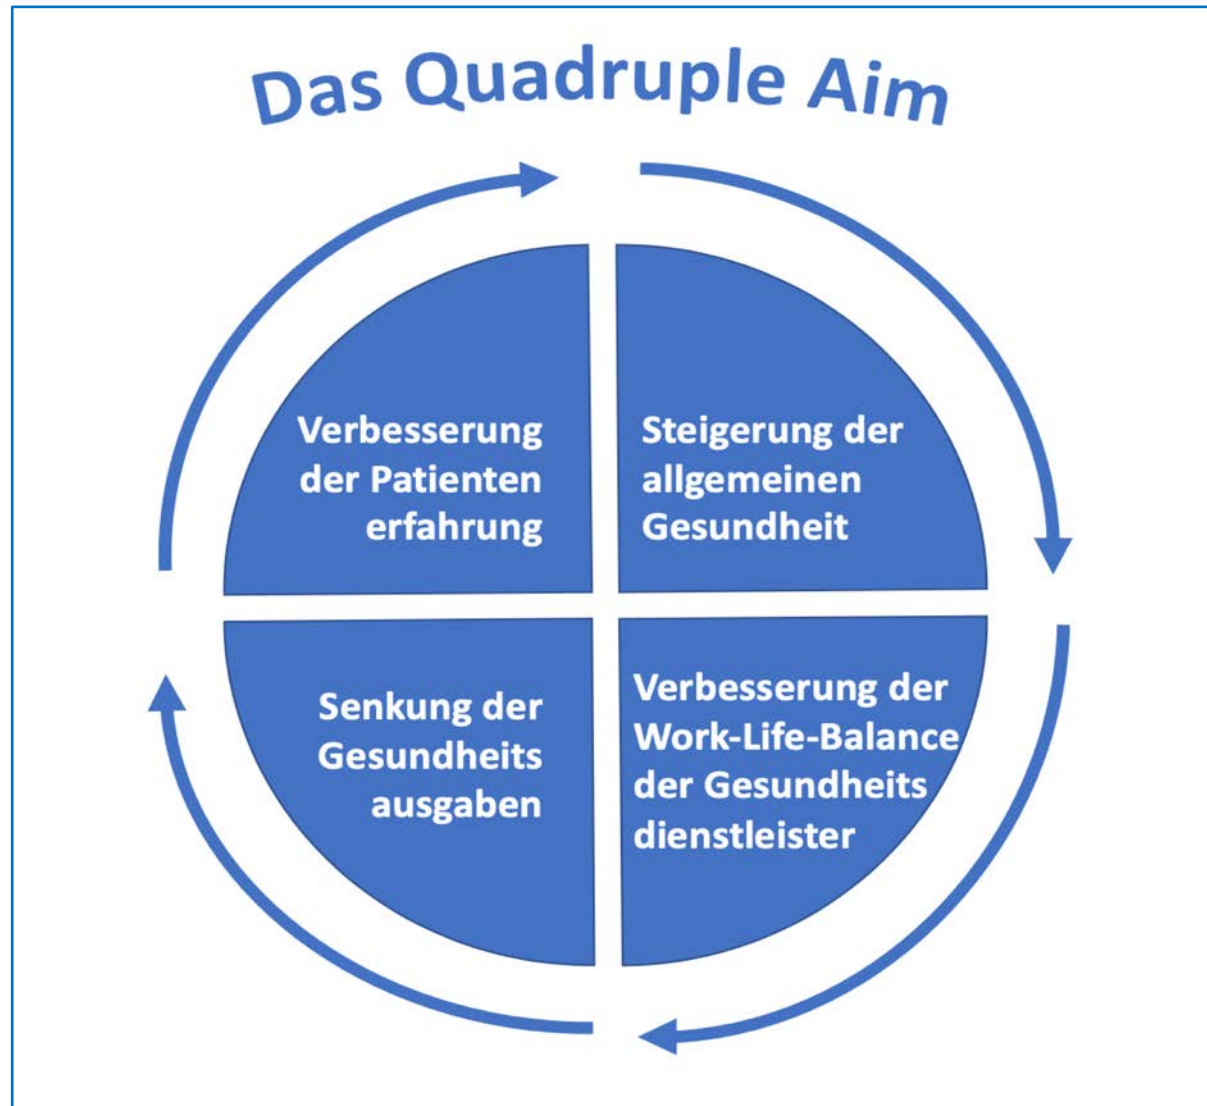 Das Quadruple Aim
Verbesserung
der Patienten
erfahrung
Steigerung der
allgemeinen
Gesundheit
Senkung der
Gesundheits
ausgaben
Verbesserung der
Work-Life-Balance
der Gesundheits
dienstleister